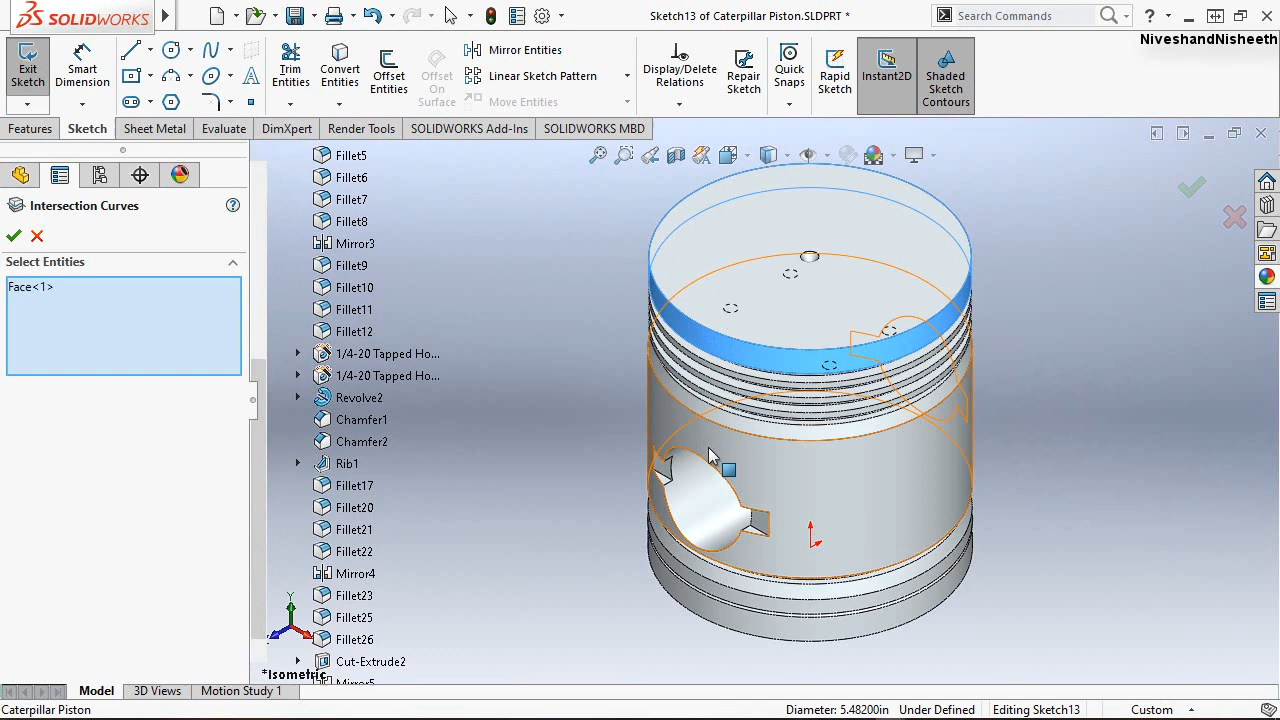 SOLIDWORKS
Sketch13 of Caterpillar Piston.SLDPRT *
Search Commands
NiveshandNisheeth
Exit Sketch
Smart Dimension
Trim Entities
Convert Entities
Offset Entities
Offset On Surface
Mirror Entities
Linear Sketch Pattern
Move Entities
Display/Delete Relations
Repair Sketch
Quick Snaps
Rapid Sketch
Instant2D
Shaded Sketch Contours
Features
Sketch
Sheet Metal
Evaluate
DimXpert
Render Tools
SOLIDWORKS Add-Ins
SOLIDWORKS MBD
Intersection Curves
Select Entities
Face<1>
Fillet5
Fillet6
Fillet7
Fillet8
Mirror3
Fillet9
Fillet10
Fillet11
Fillet12
1/4-20 Tapped Ho...
1/4-20 Tapped Ho...
Revolve2
Chamfer1
Chamfer2
Rib1
Fillet17
Fillet20
Fillet21
Fillet22
Mirror4
Fillet23
Fillet25
Fillet26
Cut-Extrude2
Mirror5
Y
*Isometric
Model
3D Views
Motion Study 1
Caterpillar Piston
Diameter: 5.48200in
Under Defined
Editing Sketch13
Custom